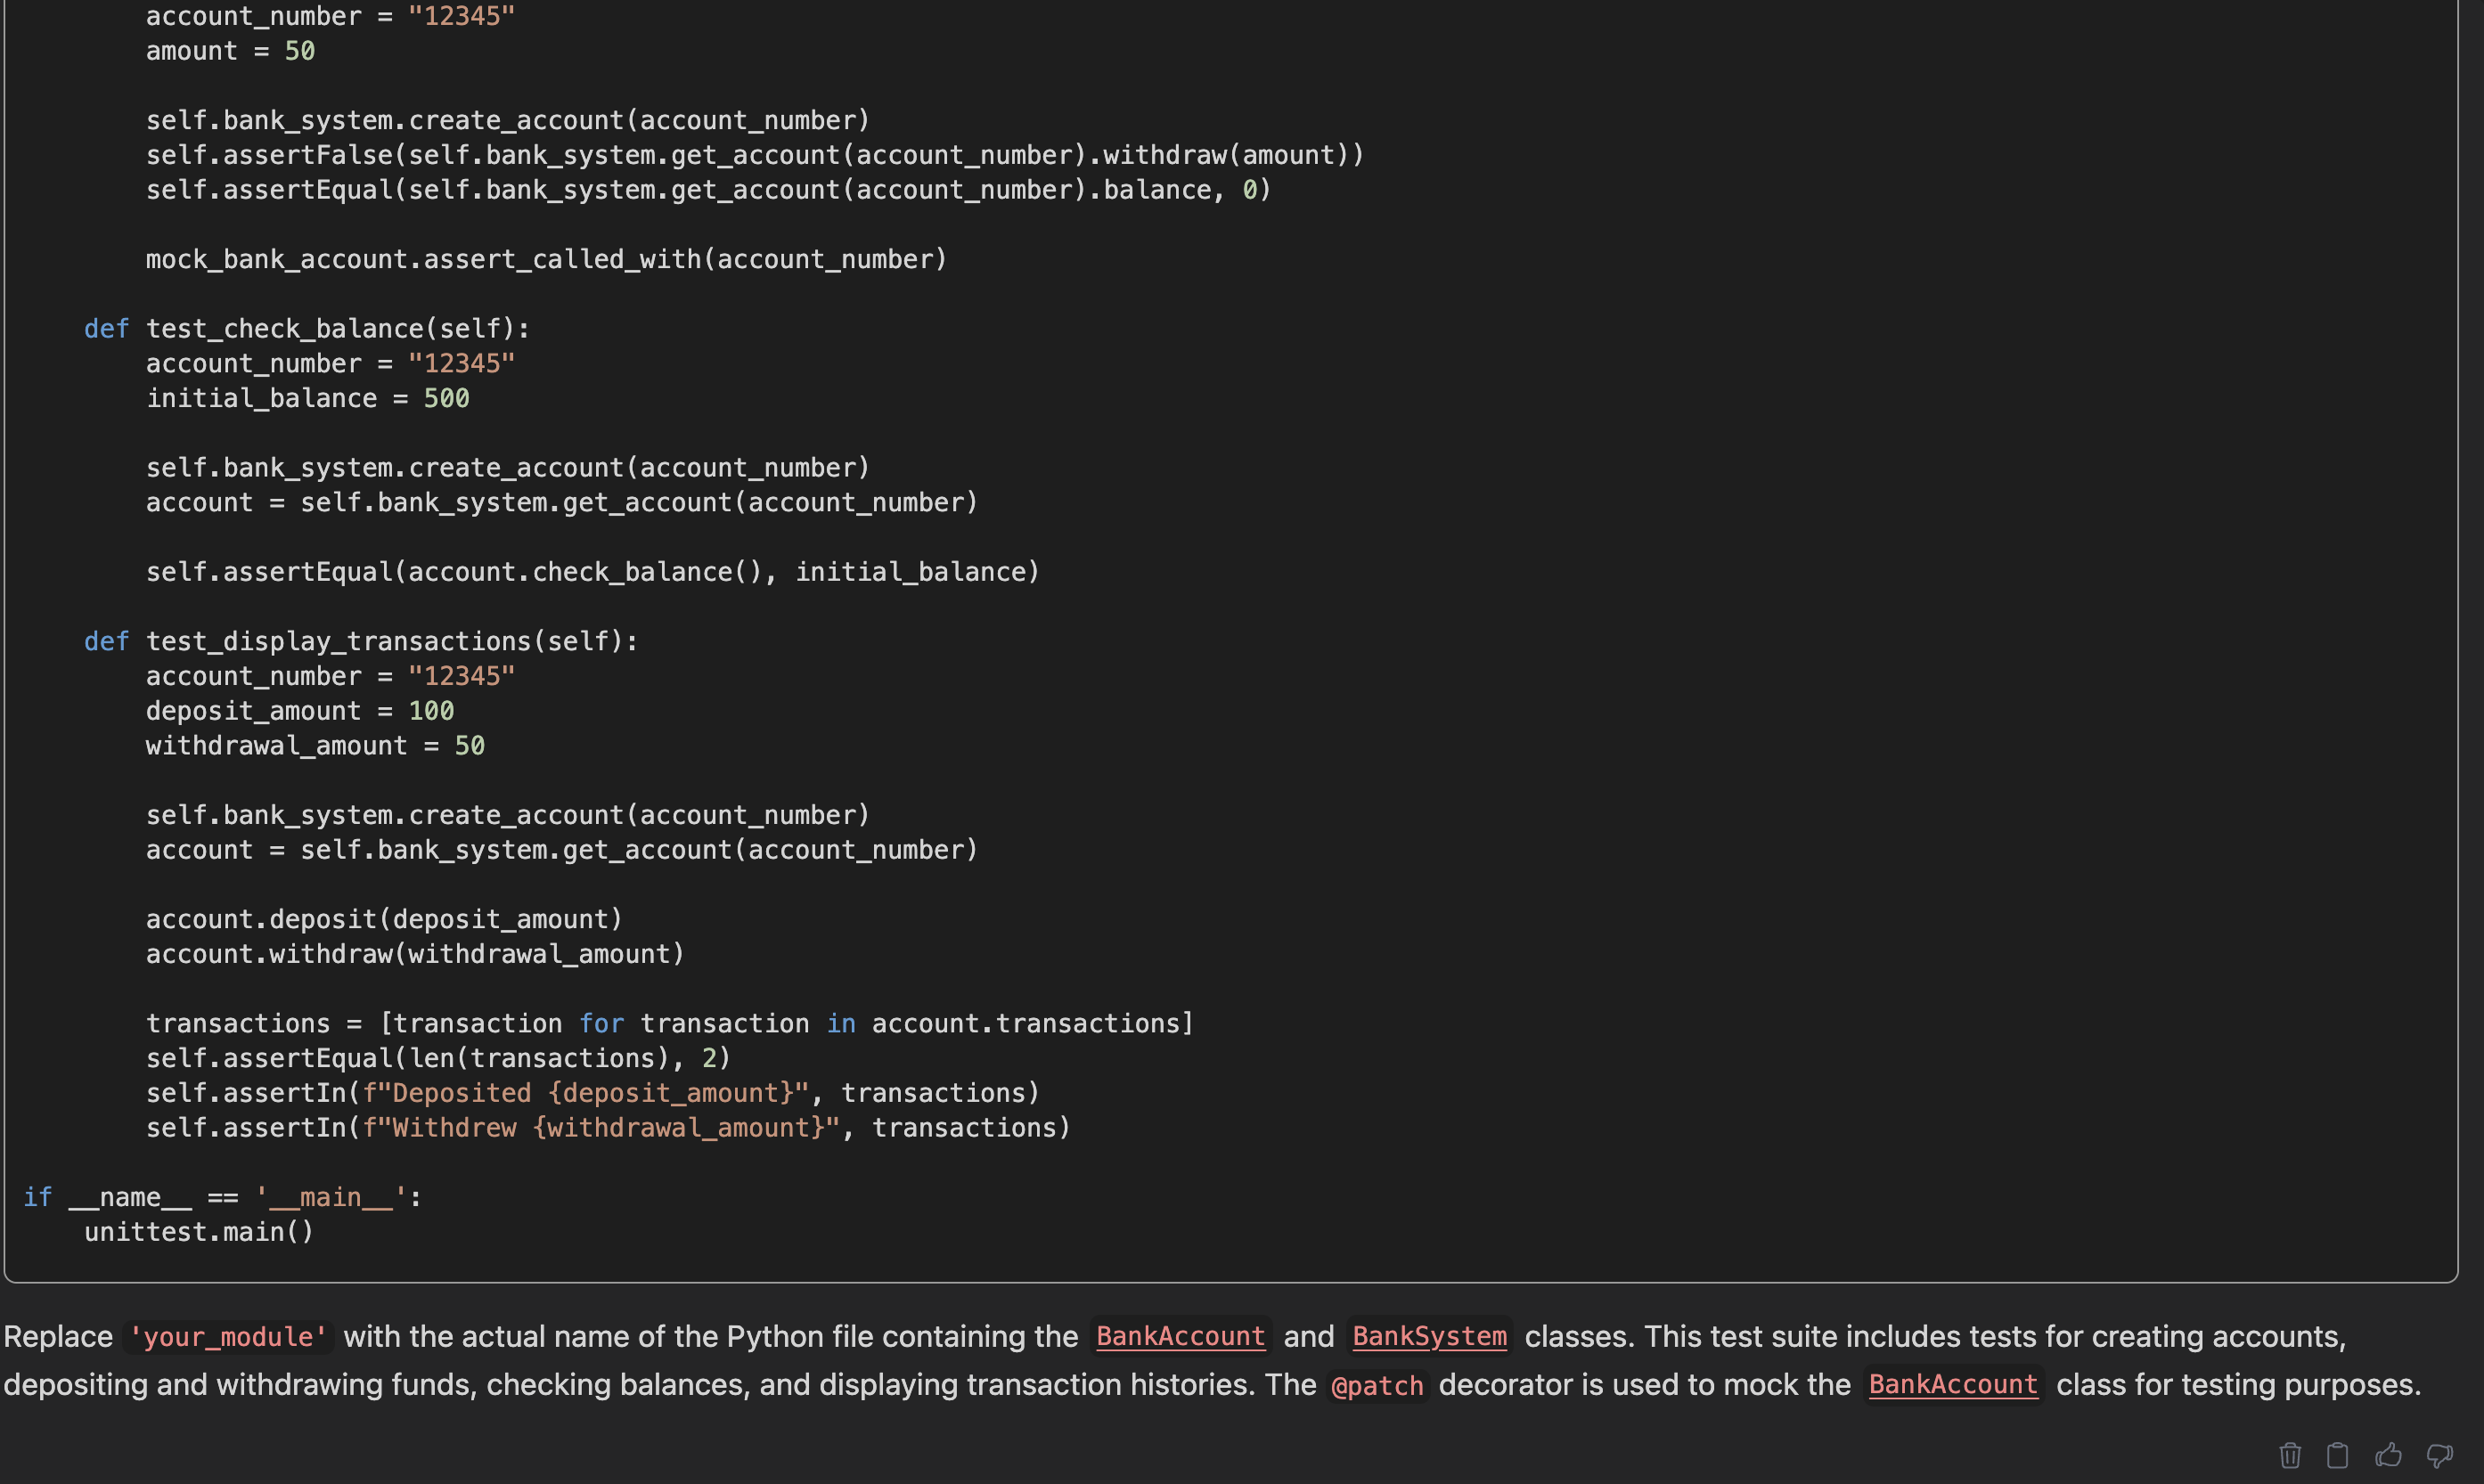 account_number = "12345"
amount = 50
self.bank_system.create_account(account_number)
self.assertFalse(self.bank_system.get_account(account_number).withdraw(amount))
self.assertEqual(self.bank_system.get_account(account_number).balance, 0)
mock_bank_account.assert_called_with(account_number)
def test_check_balance(self):
account_number = "12345"
initial_balance = 500
self.bank_system.create_account(account_number)
account = self.bank_system.get_account(account_number)
self.assertEqual(account.check_balance(), initial_balance)
def test_display_transactions(self):
account_number = "12345"
deposit_amount = 100
withdrawal_amount = 50
self.bank_system.create_account(account_number)
account = self.bank_system.get_account(account_number)
account.deposit(deposit_amount)
account.withdraw(withdrawal_amount)
transactions = [transaction for transaction in account.transactions]
self.assertEqual(len(transactions), 2)
self.assertIn(f"Deposited {deposit_amount}", transactions)
self.assertIn(f"Withdrew {withdrawal_amount}", transactions)
if __name__ == '__main__':
unittest.main()
Replace 'your_module' with the actual name of the Python file containing the BankAccount and BankSystem classes. This test suite includes tests for creating accounts,
depositing and withdrawing funds, checking balances, and displaying transaction histories. The @patch decorator is used to mock the BankAccount class for testing purposes.